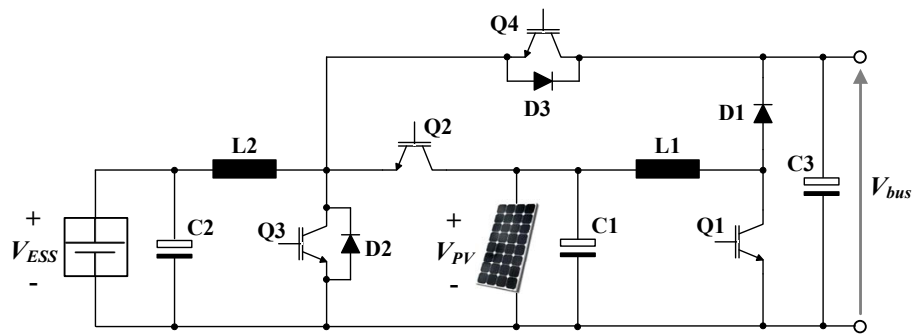 Q4
D3
D1
Q2
L2
L1
C3
+
V_ESS
-
C2
Q3
D2
+
V_PV
-
C1
Q1
V_bus